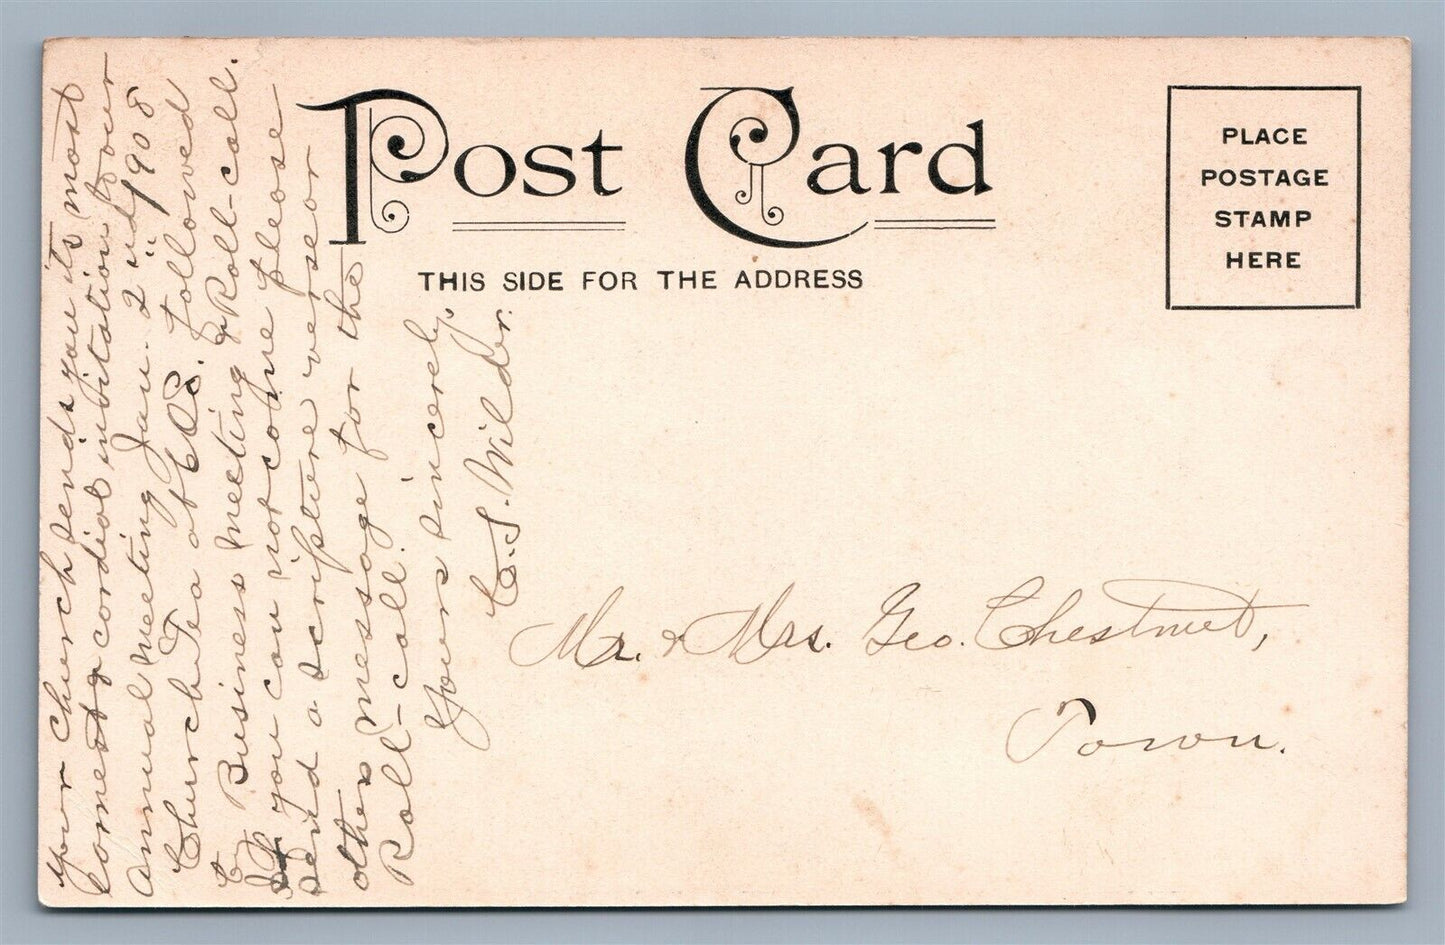 Post Card
THIS SIDE FOR THE ADDRESS
PLACE
POSTAGE
STAMP
HERE
Your Church sends you its most
earnest & cordial invitation to our
annual meeting Jan. 2nd, 1908
Church Tea at 6 followed
by Business Meeting & Roll-call.
If you can not come please
send a scripture verse or
other message for the
Roll-call.
Yours sincerely,
C. S. Wilder.
Mr. & Mrs. Geo. Chestnut,
Town.